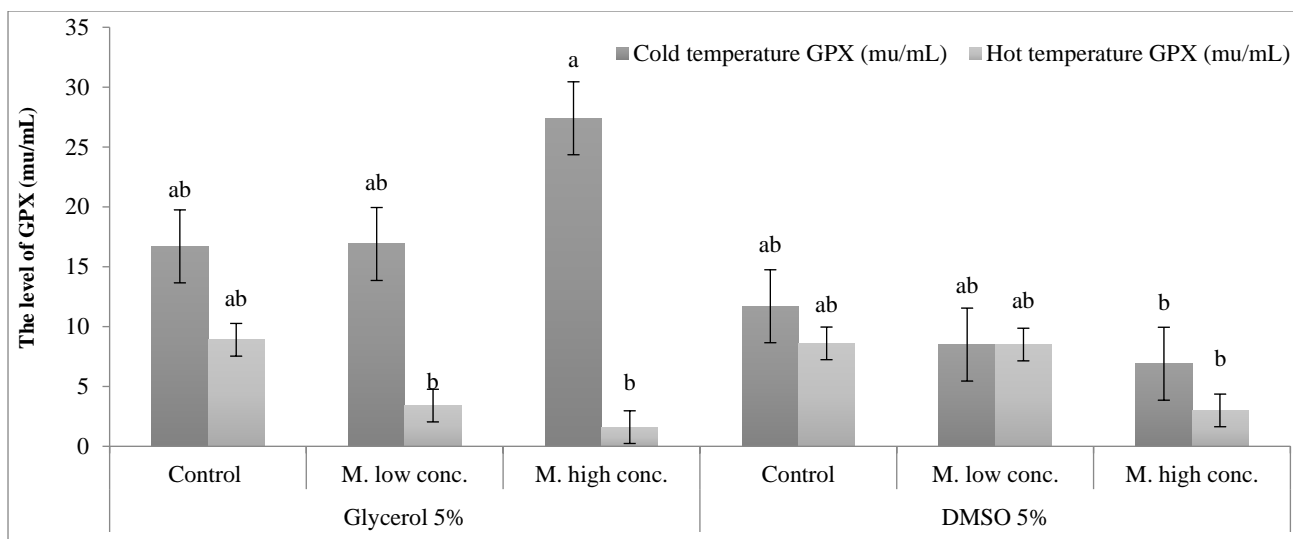 The level of GPX (mu/mL)
35
30
25
20
15
10
5
0
Cold temperature GPX (mu/mL) Hot temperature GPX (mu/mL)
ab ab ab b a b ab ab ab ab b b
Control M. low conc. M. high conc. Control M. low conc. M. high conc.
Glycerol 5% DMSO 5%